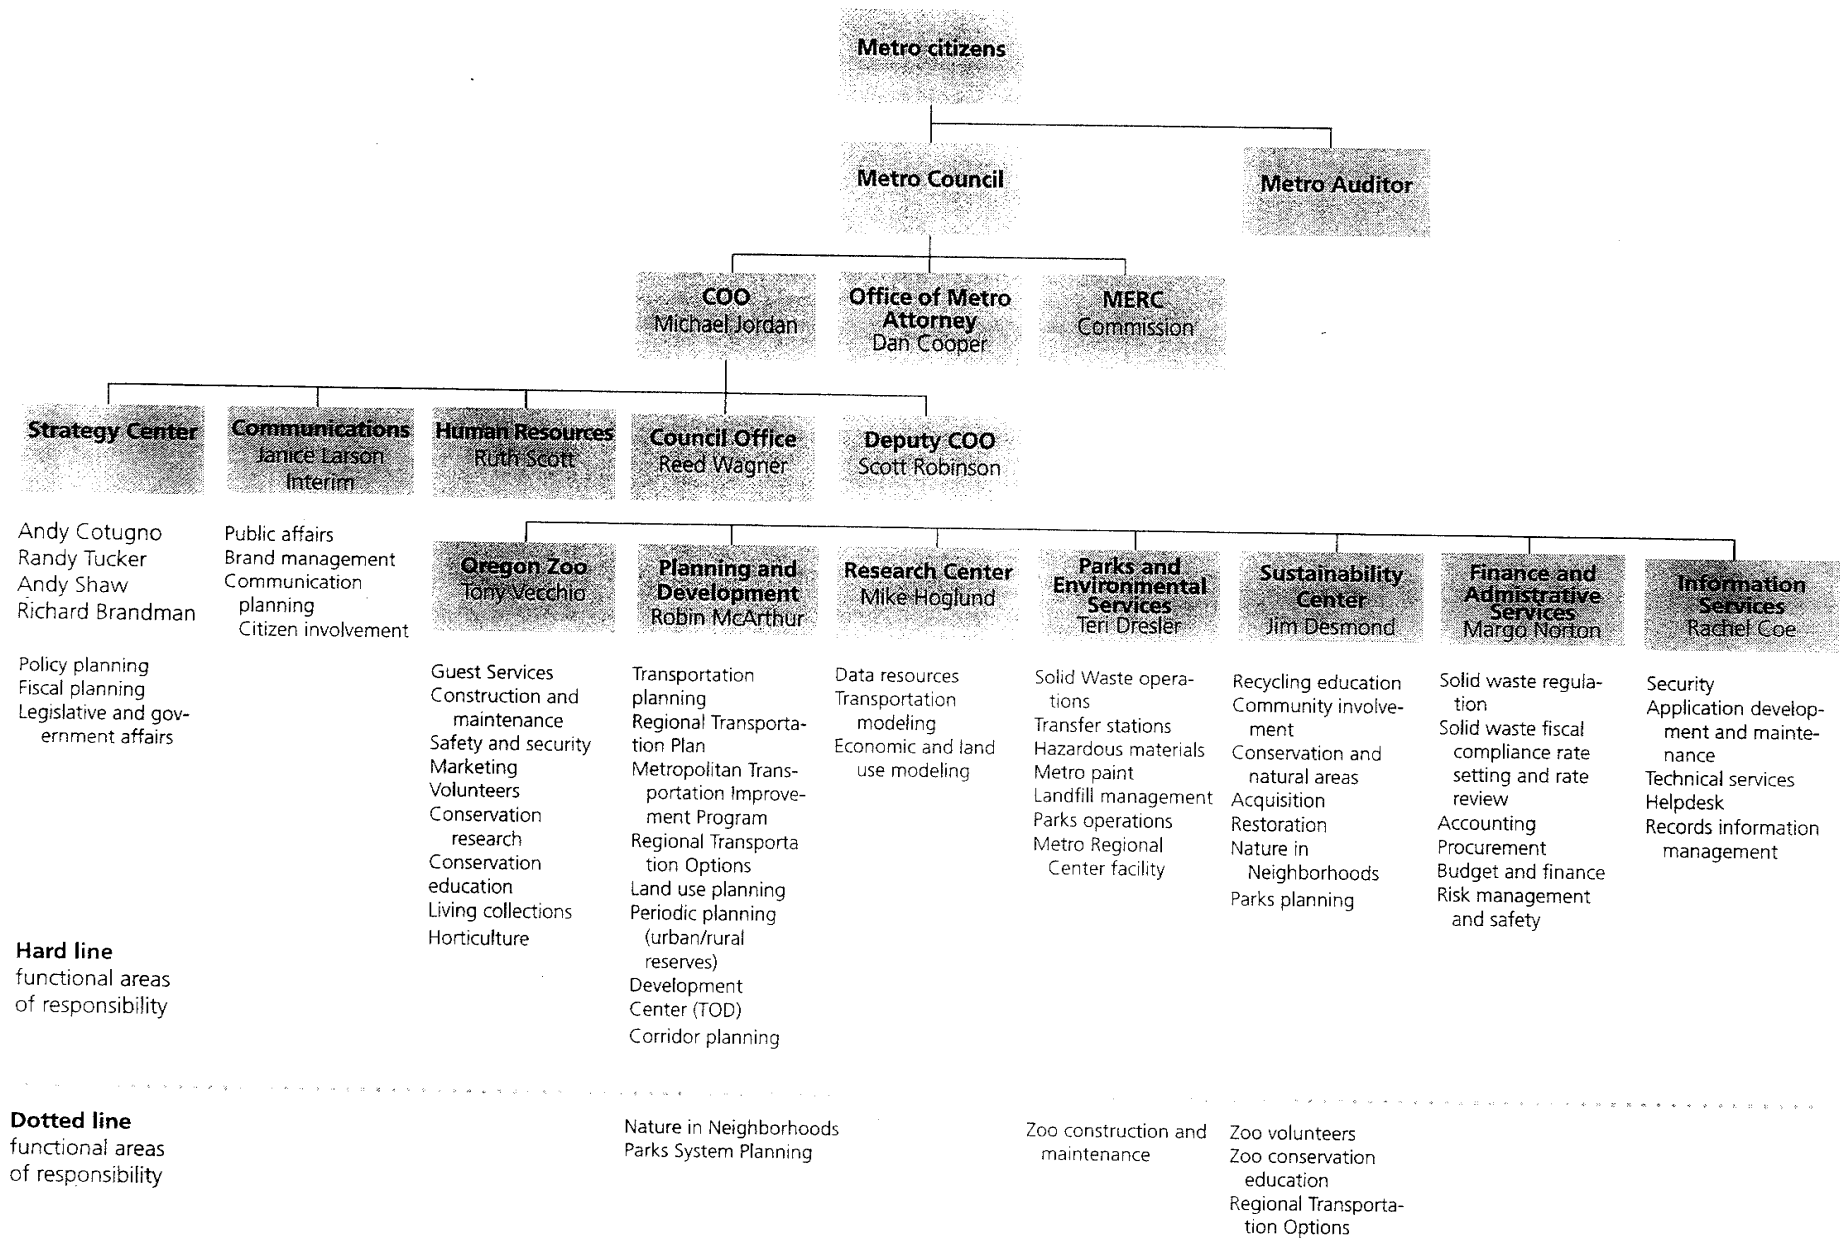 Metro citizens
Metro Council
Metro Auditor
COO
Michael Jordan
Office of Metro
Attorney
Dan Cooper
MERC
Commission
Strategy Center
Communications
Janice Larson
Interim
Human Resources
Ruth Scott
Council Office
Reed Wagner
Deputy COO
Scott Robinson
Andy Cotugno
Randy Tucker
Andy Shaw
Richard Brandman
Policy planning
Fiscal planning
Legislative and gov-
ernment affairs
Public affairs
Brand management
Communication
planning
Citizen involvement
Oregon Zoo
Tony Vecchio
Guest Services
Construction and
maintenance
Safety and security
Marketing
Volunteers
Conservation
research
Conservation
education
Living collections
Horticulture
Planning and
Development
Robin McArthur
Transportation
planning
Regional Transporta-
tion Plan
Metropolitan Trans-
portation Improve-
ment Program
Regional Transporta
tion Options
Land use planning
Periodic planning
(urban/rural
reserves)
Development
Center (TOD)
Corridor planning
Research Center
Mike Hoglund
Data resources
Transportation
modeling
Economic and land
use modeling
Parks and
Environmental
Services
Teri Dresler
Solid Waste opera-
tions
Transfer stations
Hazardous materials
Metro paint
Landfill management
Parks operations
Metro Regional
Center facility
Sustainability
Center
Jim Desmond
Recycling education
Community involve-
ment
Conservation and
natural areas
Acquisition
Restoration
Nature in
Neighborhoods
Parks planning
Finance and
Admistrative
Services
Margo Norton
Solid waste regula-
tion
Solid waste fiscal
compliance rate
setting and rate
review
Accounting
Procurement
Budget and finance
Risk management
and safety
Information
Services
Rachel Coe
Security
Application develop-
ment and mainte-
nance
Technical services
Helpdesk
Records information
management
Hard line
functional areas
of responsibility
Dotted line
functional areas
of responsibility
Nature in Neighborhoods
Parks System Planning
Zoo construction and
maintenance
Zoo volunteers
Zoo conservation
education
Regional Transporta-
tion Options